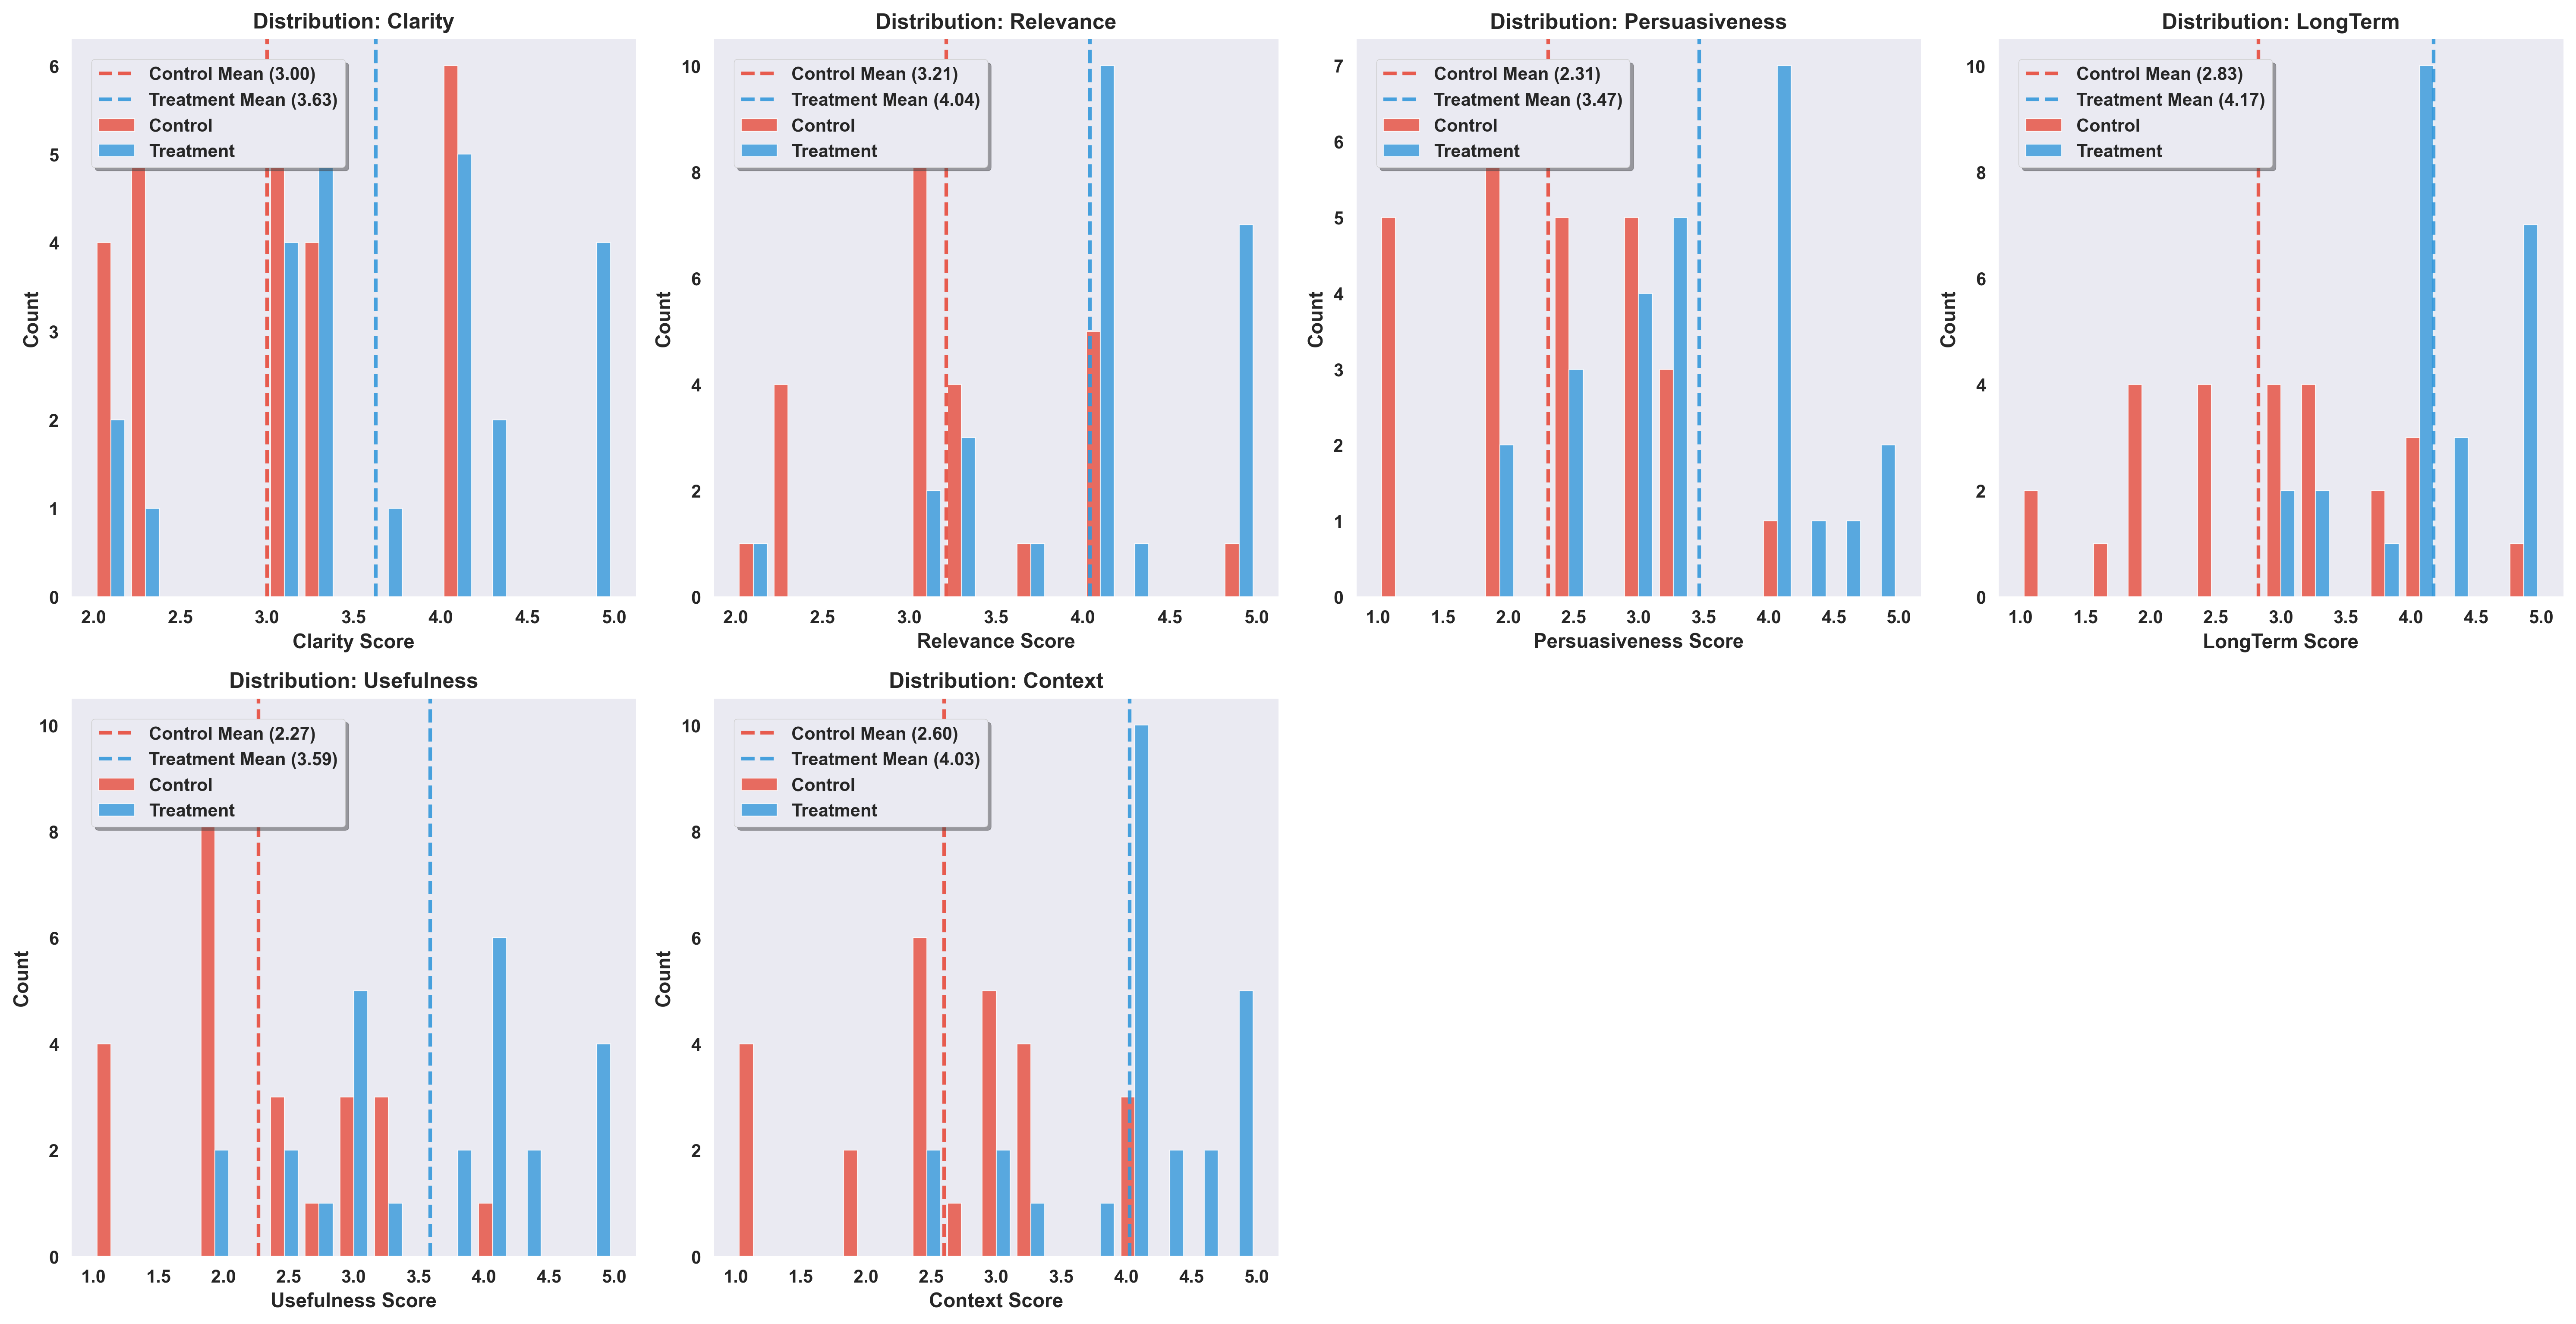 Distribution: Clarity
Control Mean (3.00)
Treatment Mean (3.63)
Control
Treatment
6
5
4
3
2
1
0
Count
2.0 2.5 3.0 3.5 4.0 4.5 5.0
Clarity Score
Distribution: Relevance
Control Mean (3.21)
Treatment Mean (4.04)
Control
Treatment
10
8
6
4
2
0
Count
2.0 2.5 3.0 3.5 4.0 4.5 5.0
Relevance Score
Distribution: Persuasiveness
Control Mean (2.31)
Treatment Mean (3.47)
Control
Treatment
7
6
5
4
3
2
1
0
Count
1.0 1.5 2.0 2.5 3.0 3.5 4.0 4.5 5.0
Persuasiveness Score
Distribution: LongTerm
Control Mean (2.83)
Treatment Mean (4.17)
Control
Treatment
10
8
6
4
2
0
Count
1.0 1.5 2.0 2.5 3.0 3.5 4.0 4.5 5.0
LongTerm Score
Distribution: Usefulness
Control Mean (2.27)
Treatment Mean (3.59)
Control
Treatment
10
8
6
4
2
0
Count
1.0 1.5 2.0 2.5 3.0 3.5 4.0 4.5 5.0
Usefulness Score
Distribution: Context
Control Mean (2.60)
Treatment Mean (4.03)
Control
Treatment
10
8
6
4
2
0
Count
1.0 1.5 2.0 2.5 3.0 3.5 4.0 4.5 5.0
Context Score